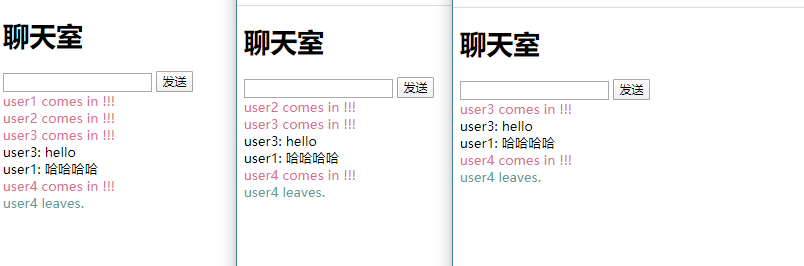 聊天室
发送
user1 comes in !!!
user2 comes in !!!
user3 comes in !!!
user3: hello
user1: 哈哈哈哈
user4 comes in !!!
user4 leaves.
聊天室
发送
user2 comes in !!!
user3 comes in !!!
user3: hello
user1: 哈哈哈哈
user4 comes in !!!
user4 leaves.
聊天室
发送
user3 comes in !!!
user3: hello
user1: 哈哈哈哈
user4 comes in !!!
user4 leaves.